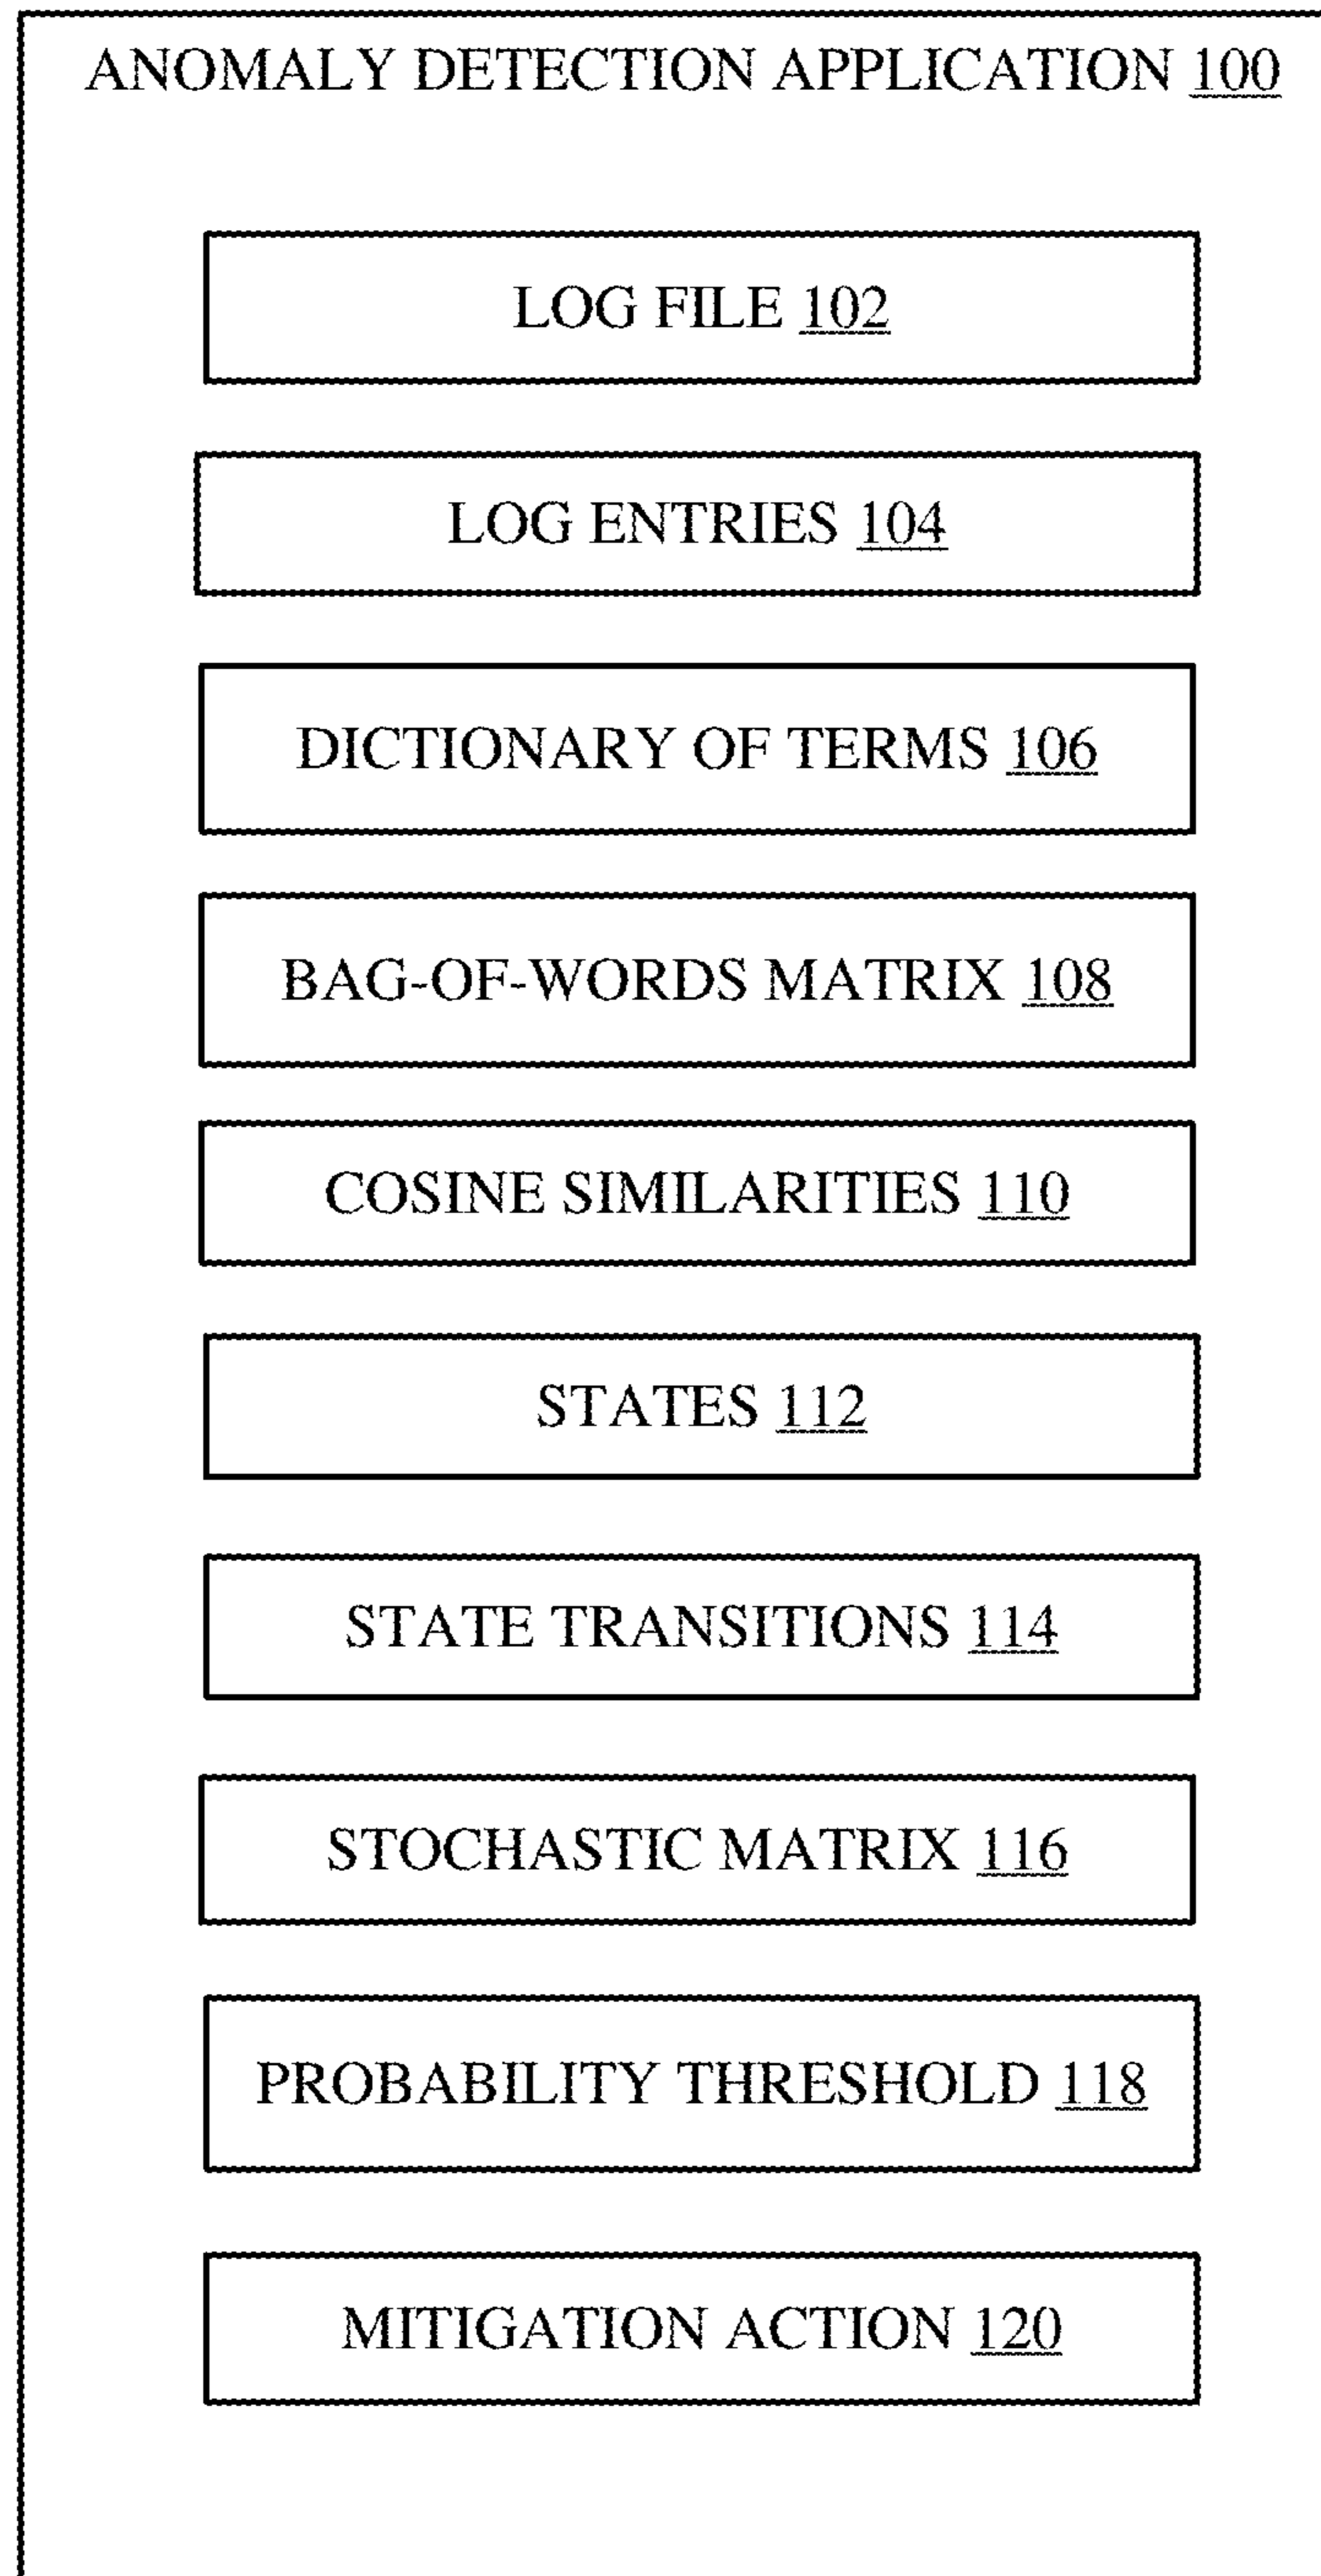 ANOMALY DETECTION APPLICATION 100
LOG FILE 102
LOG ENTRIES 104
DICTIONARY OF TERMS 106
BAG-OF-WORDS MATRIX 108
COSINE SIMILARITIES 110
STATES 112
STATE TRANSITIONS 114
STOCHASTIC MATRIX 116
PROBABILITY THRESHOLD 118
MITIGATION ACTION 120